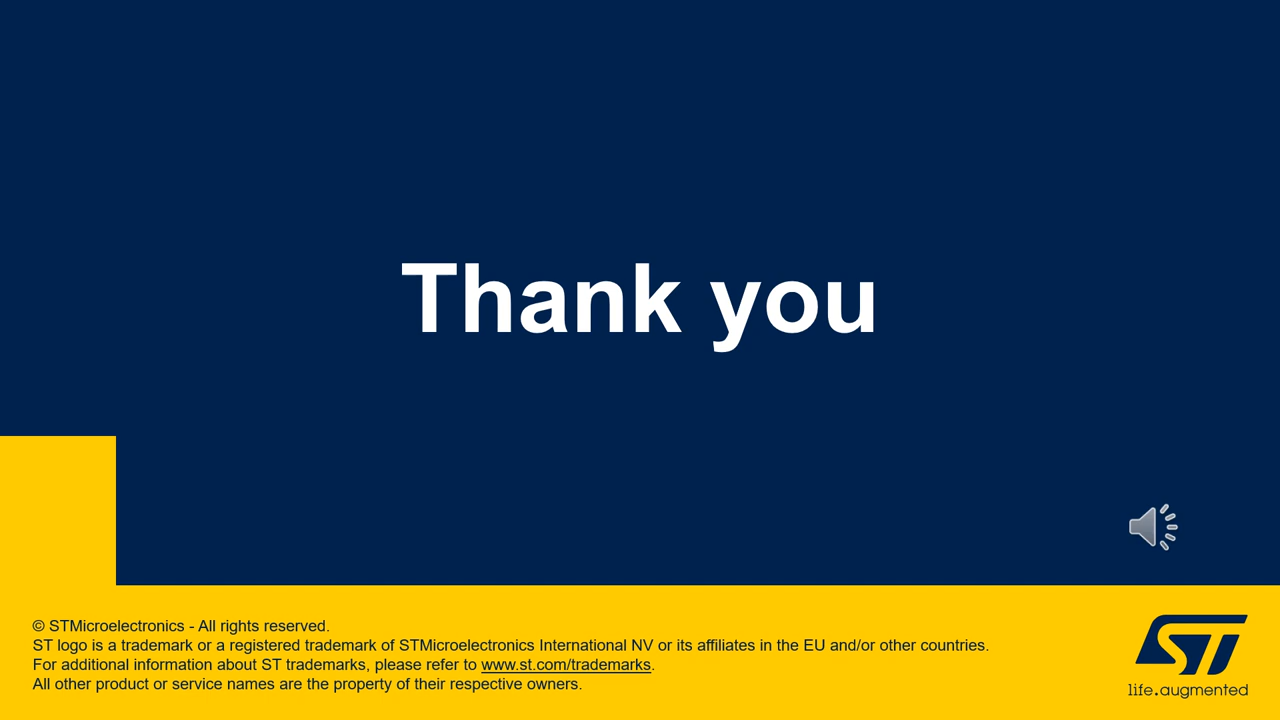 Thank you
© STMicroelectronics - All rights reserved.
ST logo is a trademark or a registered trademark of STMicroelectronics International NV or its affiliates in the EU and/or other countries.
For additional information about ST trademarks, please refer to www.st.com/trademarks.
All other product or service names are the property of their respective owners.
ST
life.augmented